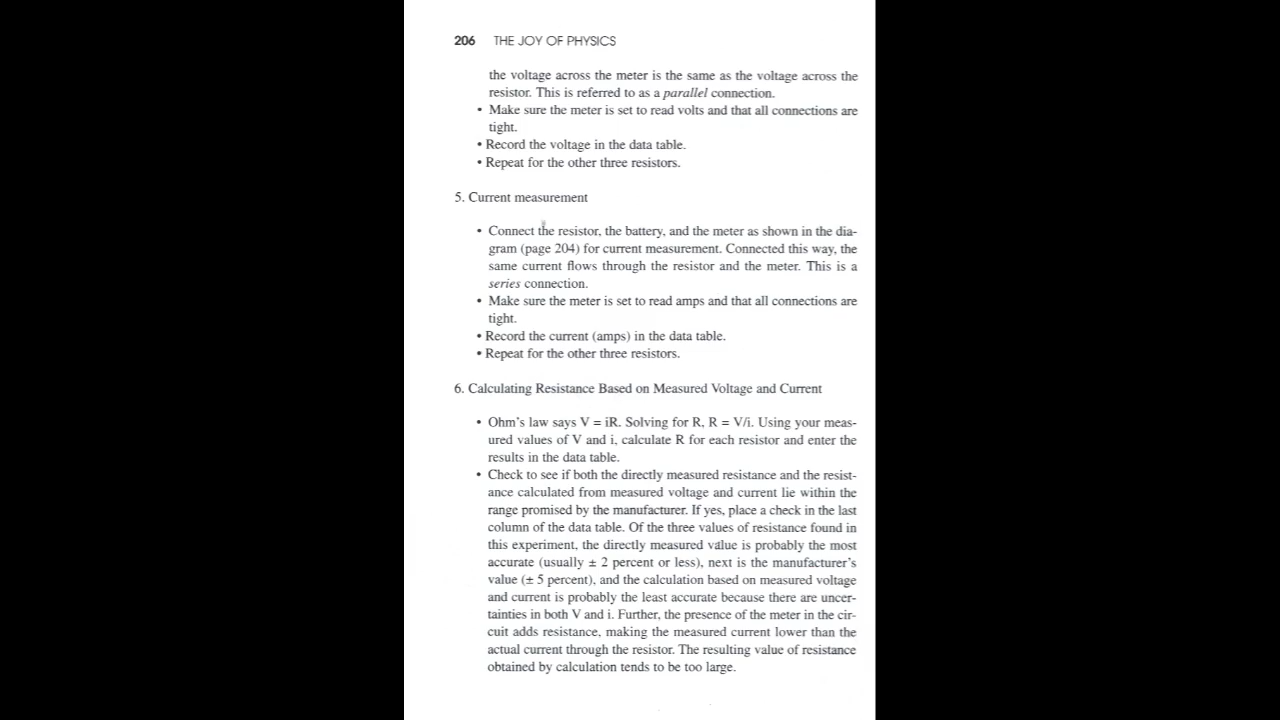 206 THE JOY OF PHYSICS
the voltage across the meter is the same as the voltage across the
resistor. This is referred to as a parallel connection.
• Make sure the meter is set to read volts and that all connections are
tight.
• Record the voltage in the data table.
• Repeat for the other three resistors.
5. Current measurement
• Connect the resistor, the battery, and the meter as shown in the dia-
gram (page 204) for current measurement. Connected this way, the
same current flows through the resistor and the meter. This is a
series connection.
• Make sure the meter is set to read amps and that all connections are
tight.
• Record the current (amps) in the data table.
• Repeat for the other three resistors.
6. Calculating Resistance Based on Measured Voltage and Current
• Ohm's law says V = iR. Solving for R, R = V/i. Using your meas-
ured values of V and i, calculate R for each resistor and enter the
results in the data table.
• Check to see if both the directly measured resistance and the resist-
ance calculated from measured voltage and current lie within the
range promised by the manufacturer. If yes, place a check in the last
column of the data table. Of the three values of resistance found in
this experiment, the directly measured value is probably the most
accurate (usually ± 2 percent or less), next is the manufacturer's
value (± 5 percent), and the calculation based on measured voltage
and current is probably the least accurate because there are uncer-
tainties in both V and i. Further, the presence of the meter in the cir-
cuit adds resistance, making the measured current lower than the
actual current through the resistor. The resulting value of resistance
obtained by calculation tends to be too large.